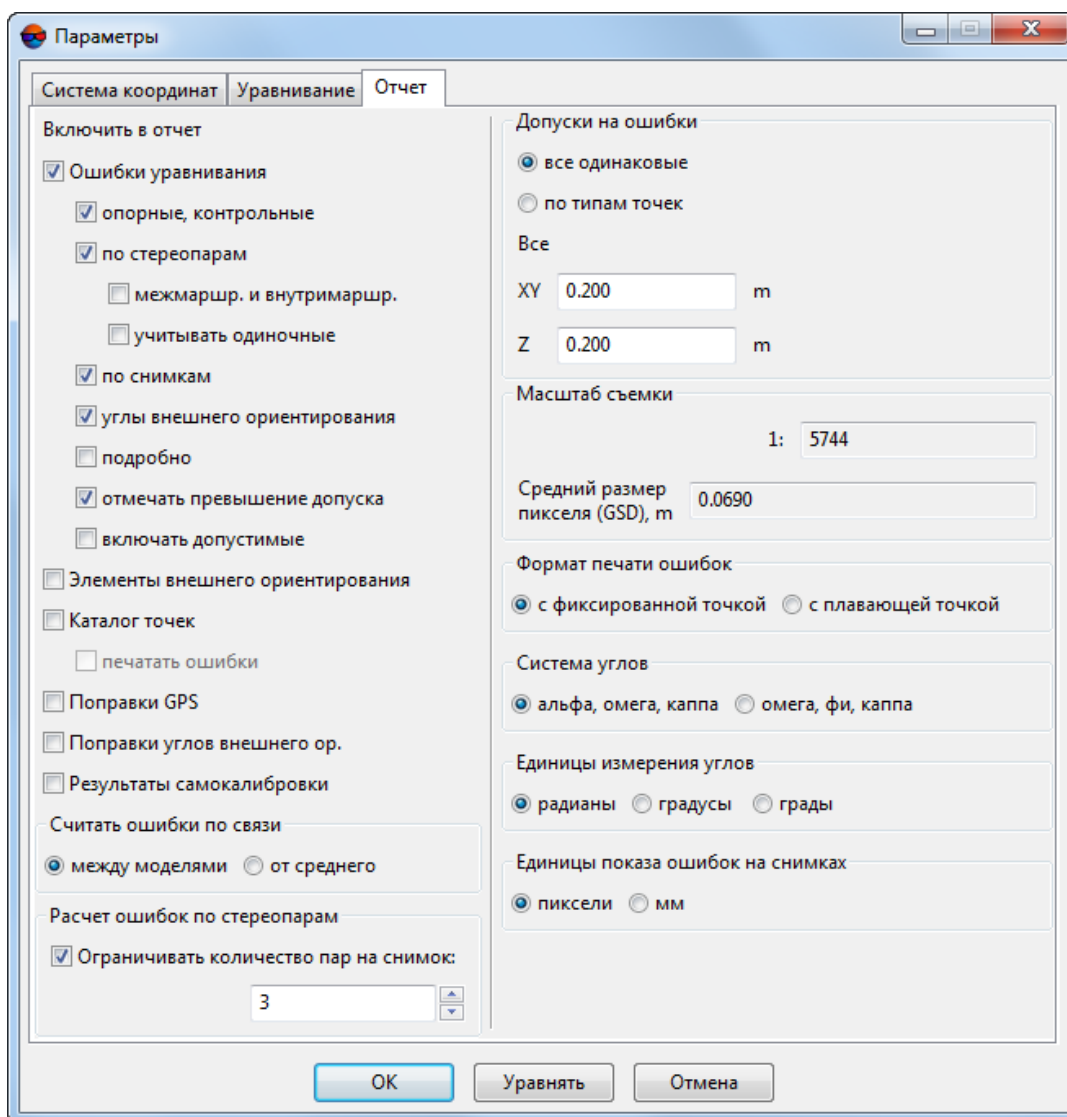 Параметры
Система координат
Уравнивание
Отчет
Включить в отчет
Ошибки уравнивания
опорные, контрольные
по стереопарам
межмаршр. и внутримаршр.
учитывать одиночные
по снимкам
углы внешнего ориентирования
подробно
отмечать превышение допуска
включать допустимые
Элементы внешнего ориентирования
Каталог точек
печатать ошибки
Поправки GPS
Поправки углов внешнего ор.
Результаты самокалибровки
Считать ошибки по связи
между моделями
от среднего
Расчет ошибок по стереопарам
Ограничивать количество пар на снимок:
3
Допуски на ошибки
все одинаковые
по типам точек
Все
XY 0.200 m
Z 0.200 m
Масштаб съемки
1: 5744
Средний размер
пикселя (GSD), m
0.0690
Формат печати ошибок
с фиксированной точкой
с плавающей точкой
Система углов
альфа, омега, каппа
омега, фи, каппа
Единицы измерения углов
радианы
градусы
грады
Единицы показа ошибок на снимках
пиксели
мм
OK
Уравнять
Отмена